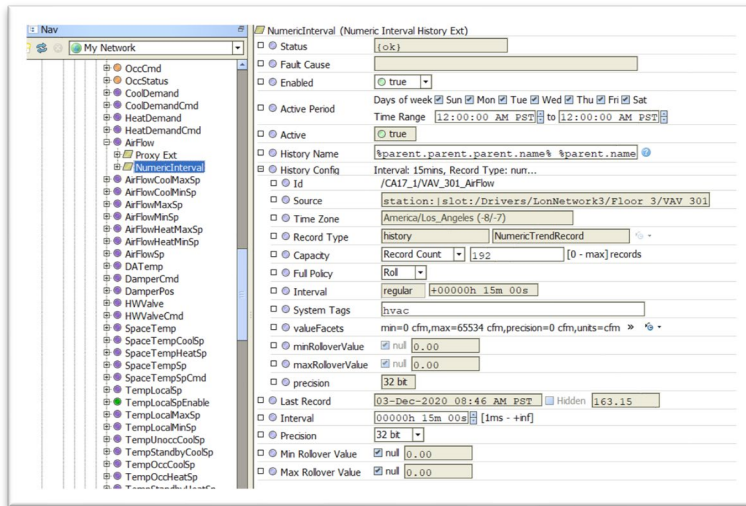 Nav
My Network
OccCmd
OccStatus
CoolDemand
CoolDemandCmd
HeatDemand
HeatDemandCmd
AirFlow
Proxy Ext
NumericInterval
AirFlowCoolMaxSp
AirFlowCoolMinSp
AirFlowMaxSp
AirFlowMinSp
AirFlowHeatMaxSp
AirFlowHeatMinSp
AirFlowSp
DATemp
DamperCmd
DamperPos
HWValve
HWValveCmd
SpaceTemp
SpaceTempCoolSp
SpaceTempHeatSp
SpaceTempSp
SpaceTempSpCmd
TempLocalSp
TempLocalSpEnable
TempLocalMaxSp
TempLocalMinSp
TempUnoccCoolSp
TempStandbyCoolSp
TempOccCoolSp
TempOccHeatSp
TempStandbyHeatSp
NumericInterval (Numeric Interval History Ext)
Status {ok}
Fault Cause
Enabled true
Active Period Days of week Sun Mon Tue Wed Thu Fri Sat
Time Range 12:00:00 AM PST to 12:00:00 AM PST
Active true
History Name %parent.parent.parent.name% %parent.name
History Config Interval: 15mins, Record Type: num...
Id /CA17_1/VAV_301_AirFlow
Source station:|slot:/Drivers/LonNetwork3/Floor 3/VAV 301
Time Zone America/Los_Angeles (-8/-7)
Record Type history NumericTrendRecord
Capacity Record Count 192 [0 - max] records
Full Policy Roll
Interval regular +00000h 15m 00s
System Tags hvac
valueFacets min=0 cfm,max=65534 cfm,precision=0 cfm,units=cfm »
minRolloverValue null 0.00
maxRolloverValue null 0.00
precision 32 bit
Last Record 03-Dec-2020 08:46 AM PST Hidden 163.15
Interval 00000h 15m 00s [1ms - +inf]
Precision 32 bit
Min Rollover Value null 0.00
Max Rollover Value null 0.00